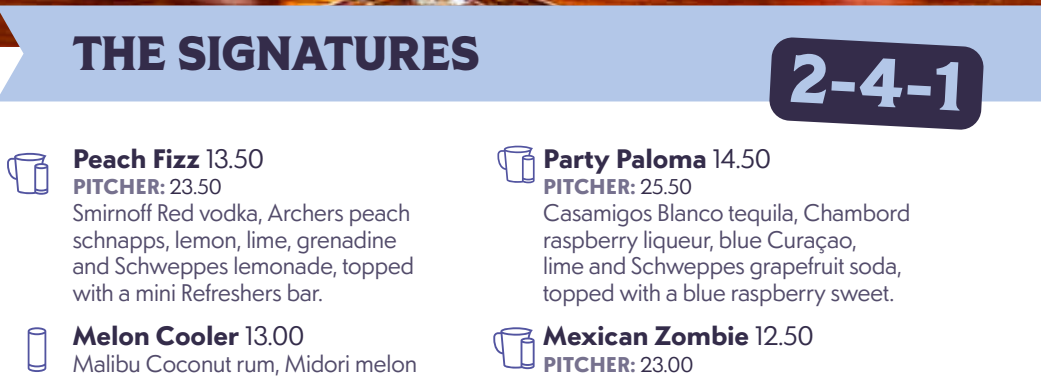 THE SIGNATURES
2-4-1
Peach Fizz 13.50
PITCHER: 23.50
Smirnoff Red vodka, Archers peach
schnapps, lemon, lime, grenadine
and Schweppes lemonade, topped
with a mini Refreshers bar.
Melon Cooler 13.00
Malibu Coconut rum, Midori melon
Party Paloma 14.50
PITCHER: 25.50
Casamigos Blanco tequila, Chambord
raspberry liqueur, blue Curaçao,
lime and Schweppes grapefruit soda,
topped with a blue raspberry sweet.
Mexican Zombie 12.50
PITCHER: 23.00